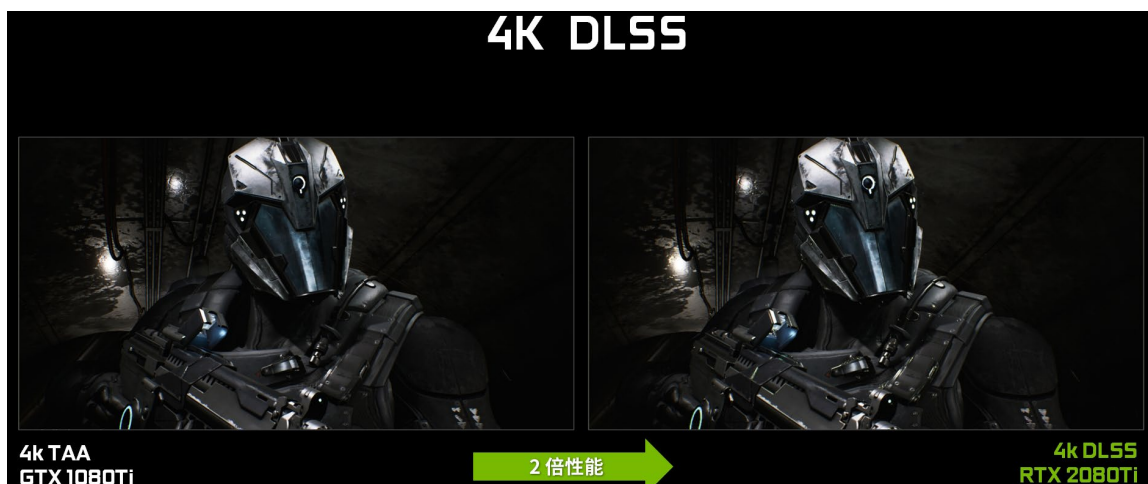 4K DLSS
4k TAA
GTX 1080Ti
2 倍性能
4k DLSS
RTX 2080Ti